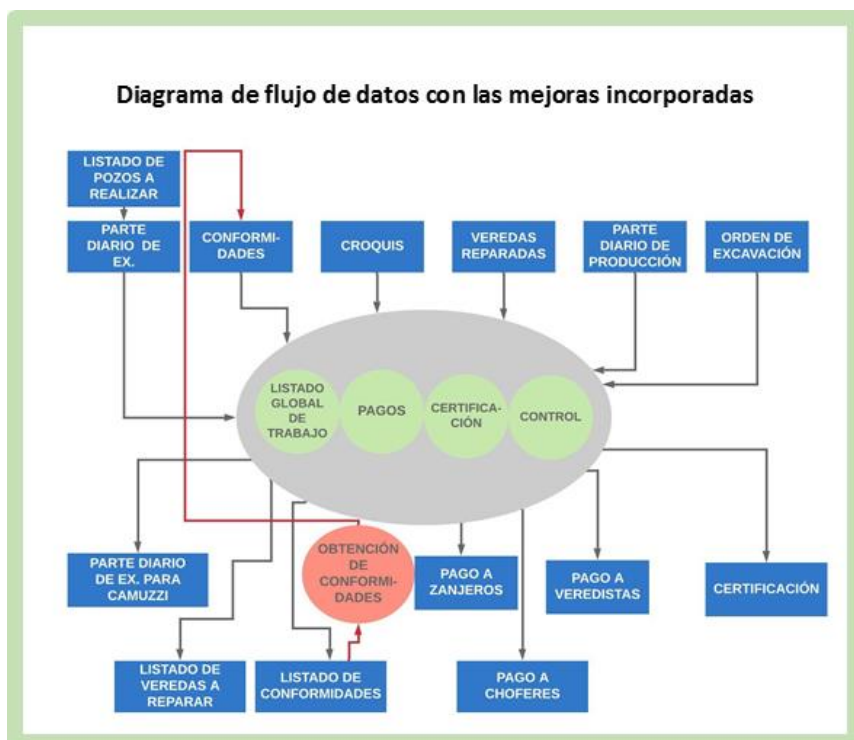 Diagrama de flujo de datos con las mejoras incorporadas
LISTADO DE
POZOS A
REALIZAR
PARTE
DIARIO DE
EX.
CONFORMI-
DADES
CROQUIS
VEREDAS
REPARADAS
PARTE
DIARIO DE
PRODUCCIÓN
ORDEN DE
EXCAVACIÓN
LISTADO
GLOBAL
DE
TRABAJO
PAGOS
CERTIFICA-
CIÓN
CONTROL
PARTE DIARIO
DE EX. PARA
CAMUZZI
OBTENCIÓN
DE
CONFORMI-
DADES
PAGO A
ZANJEROS
PAGO A
VEREDISTAS
CERTIFICACIÓN
LISTADO DE
VEREDAS A
REPARAR
LISTADO DE
CONFORMIDADES
PAGO A
CHOFERES